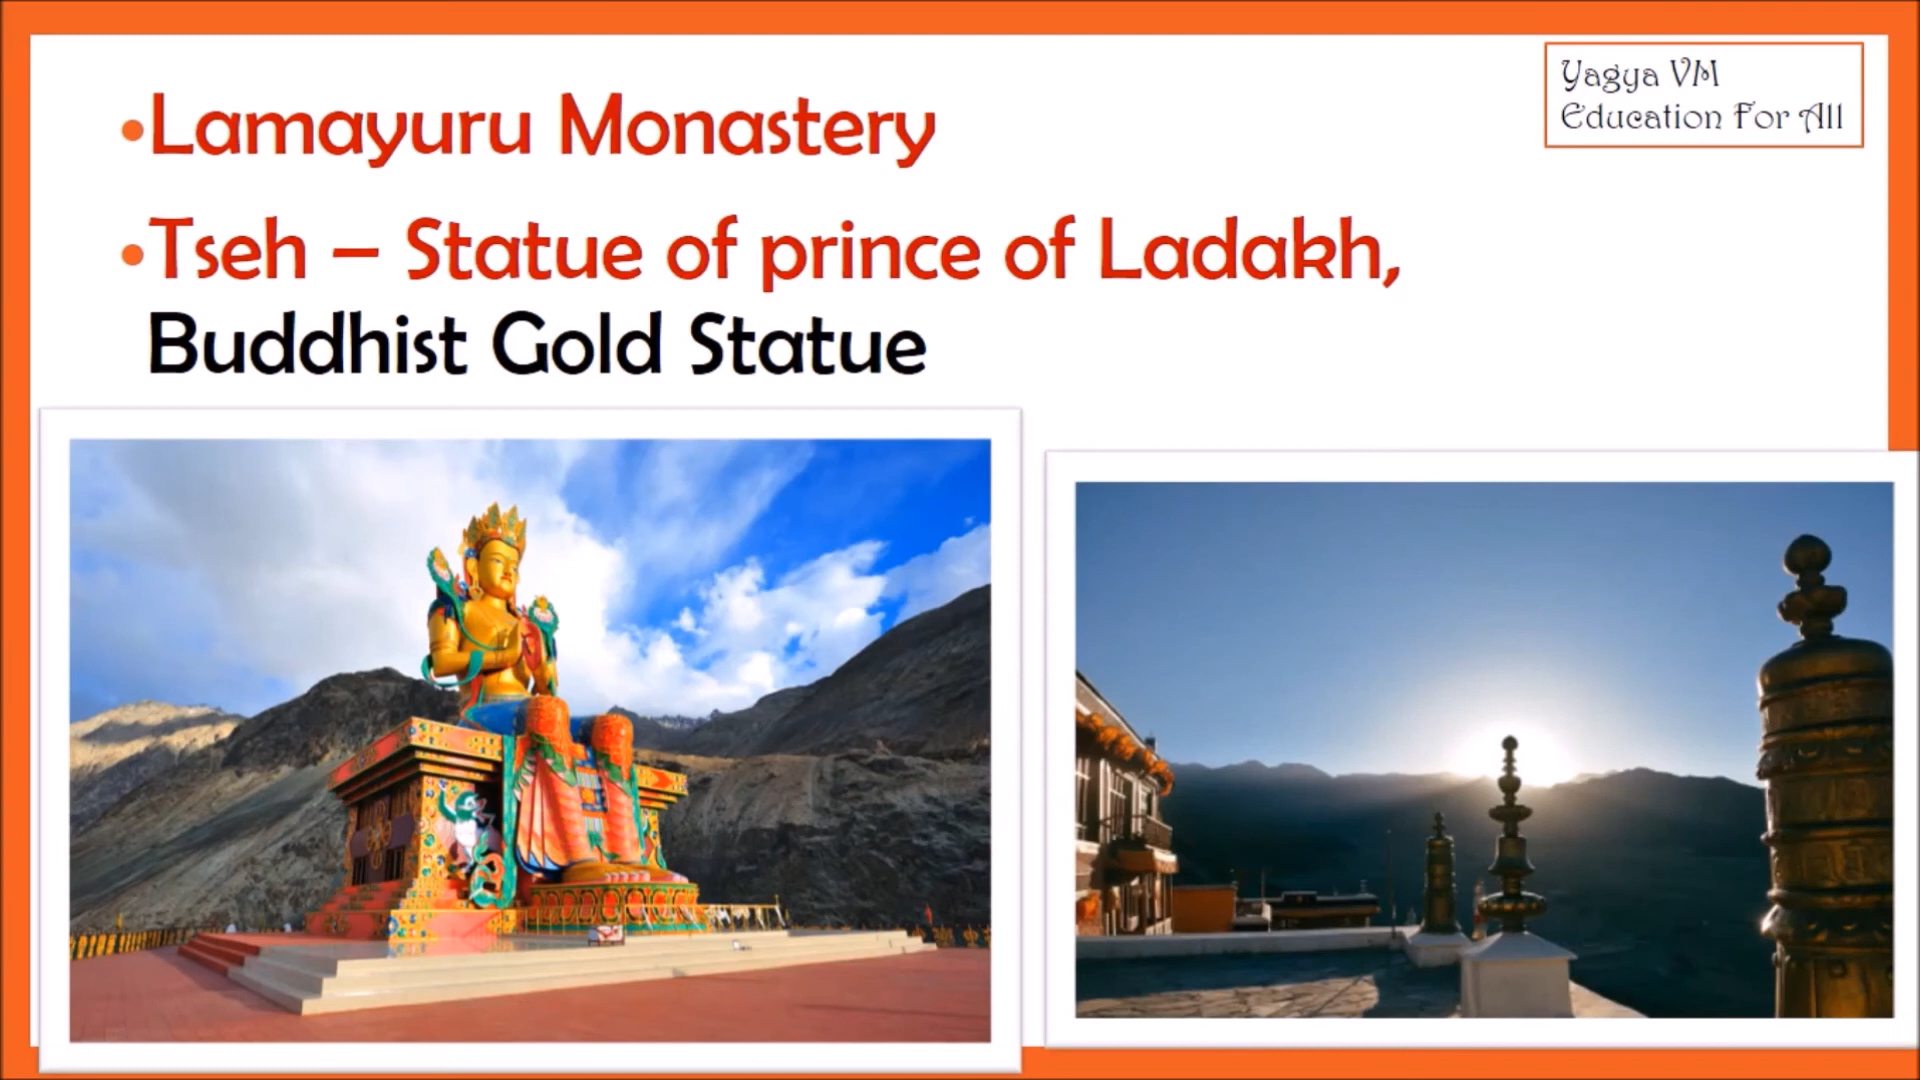 Yagya VM
Education For All
•Lamayuru Monastery
•Tseh – Statue of prince of Ladakh,
Buddhist Gold Statue